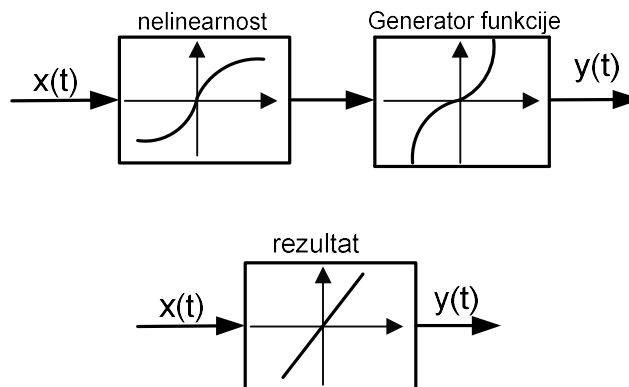 nelinearnost
Generator funkcije
x(t)
y(t)
rezultat
x(t)
y(t)